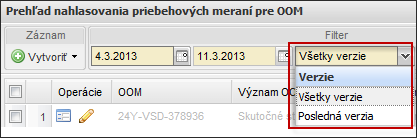 Prehľad nahlasovania priebehových meraní pre OOM
Záznam
Filter
Vytvoriť
4.3.2013
11.3.2013
Všetky verzie
Verzie
Všetky verzie
Posledná verzia
Operácie
OOM
Význam OO
1
24Y-VSD-378936
Skutočné s